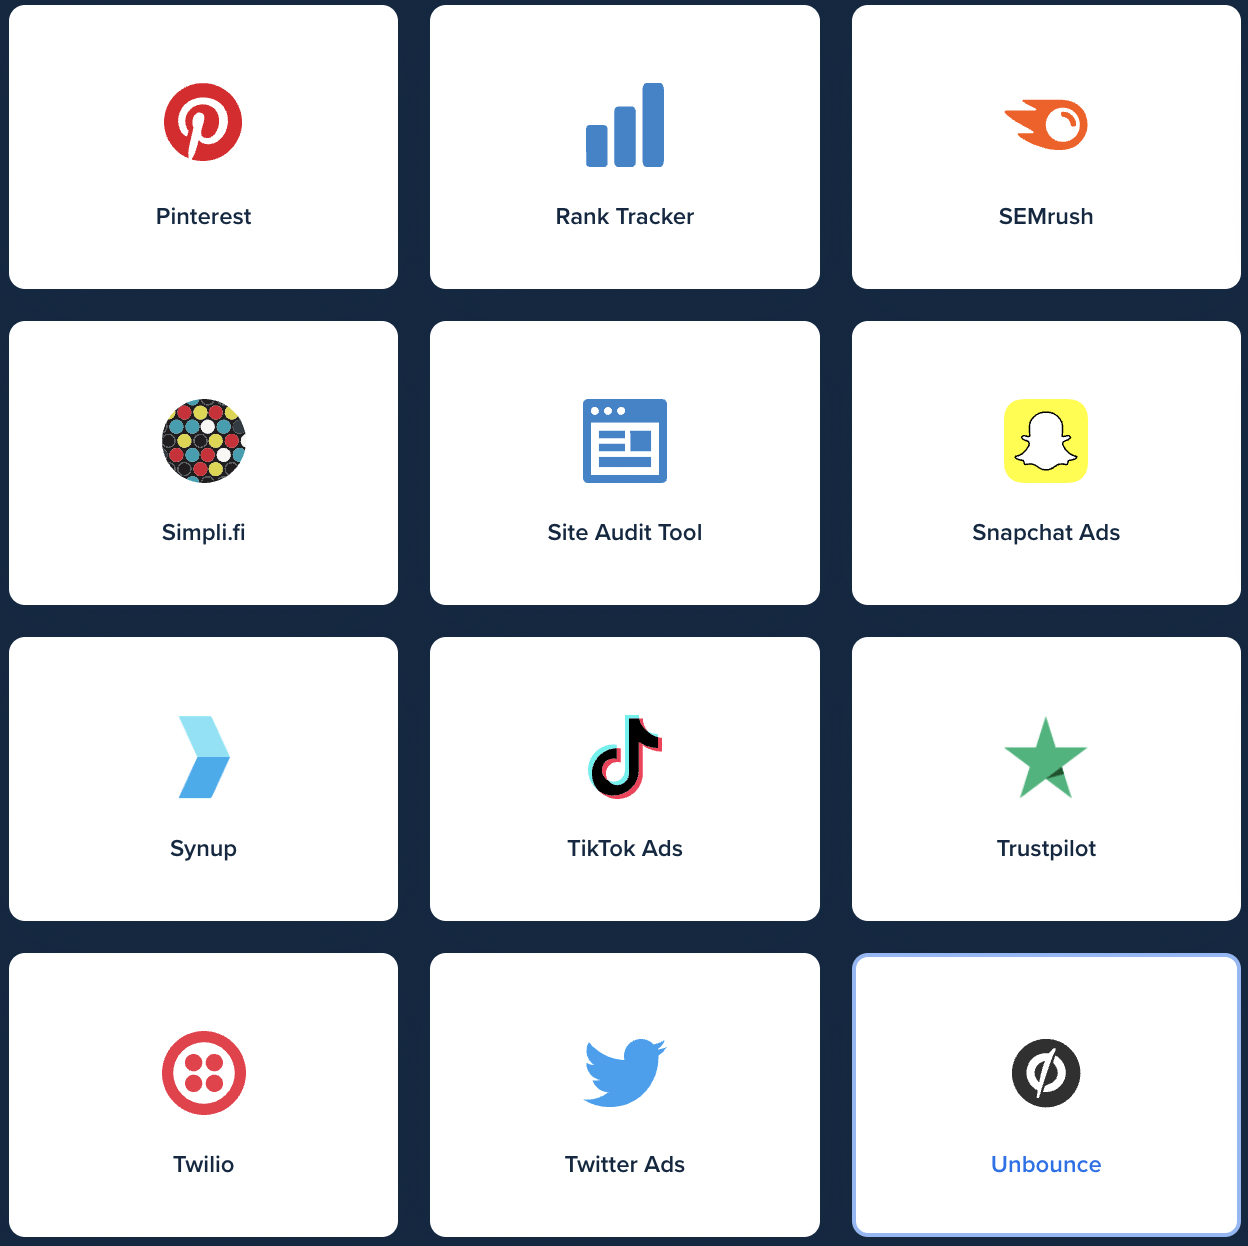 Pinterest
Rank Tracker
SEMrush
Simpli.fi
Site Audit Tool
Snapchat Ads
Synup
TikTok Ads
Trustpilot
Twilio
Twitter Ads
Unbounce